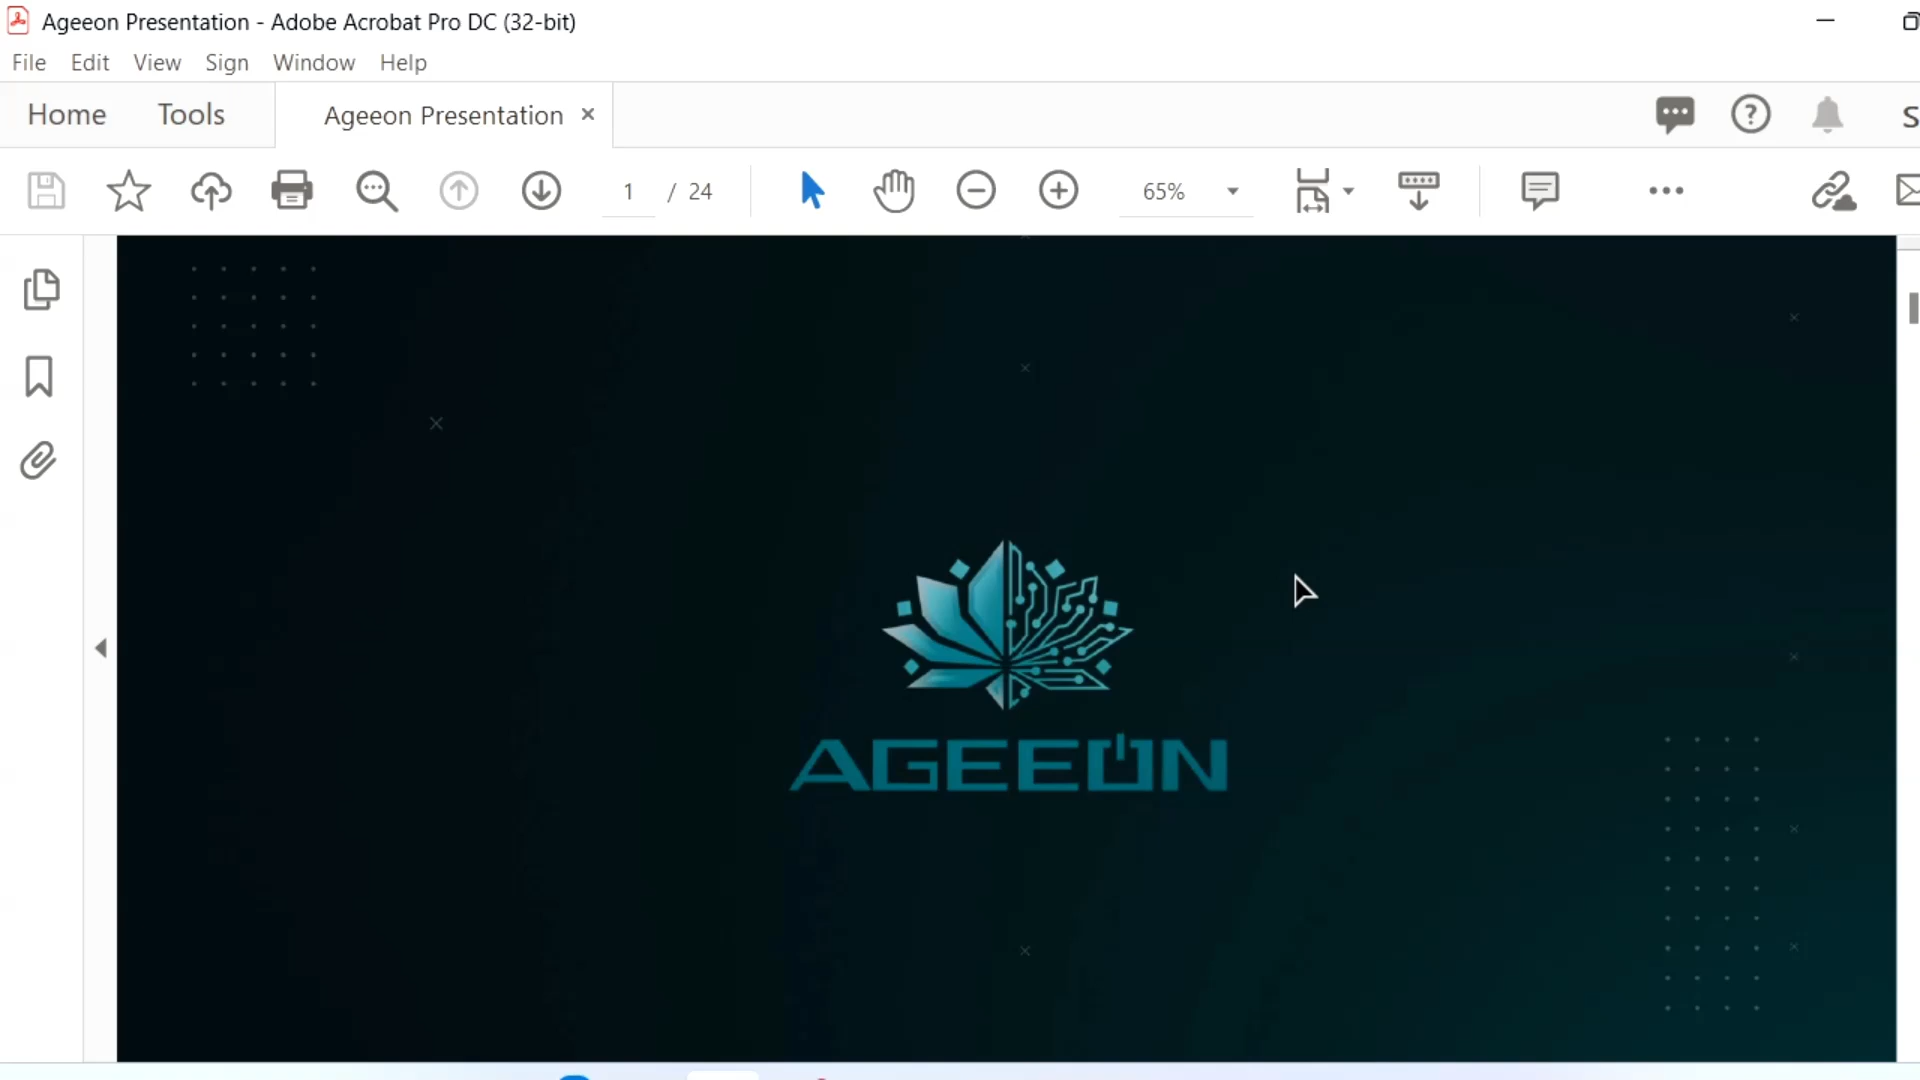 Ageeon Presentation - Adobe Acrobat Pro DC (32-bit)
File Edit View Sign Window Help
Home Tools Ageeon Presentation
S
1 / 24 65%
AGEEON